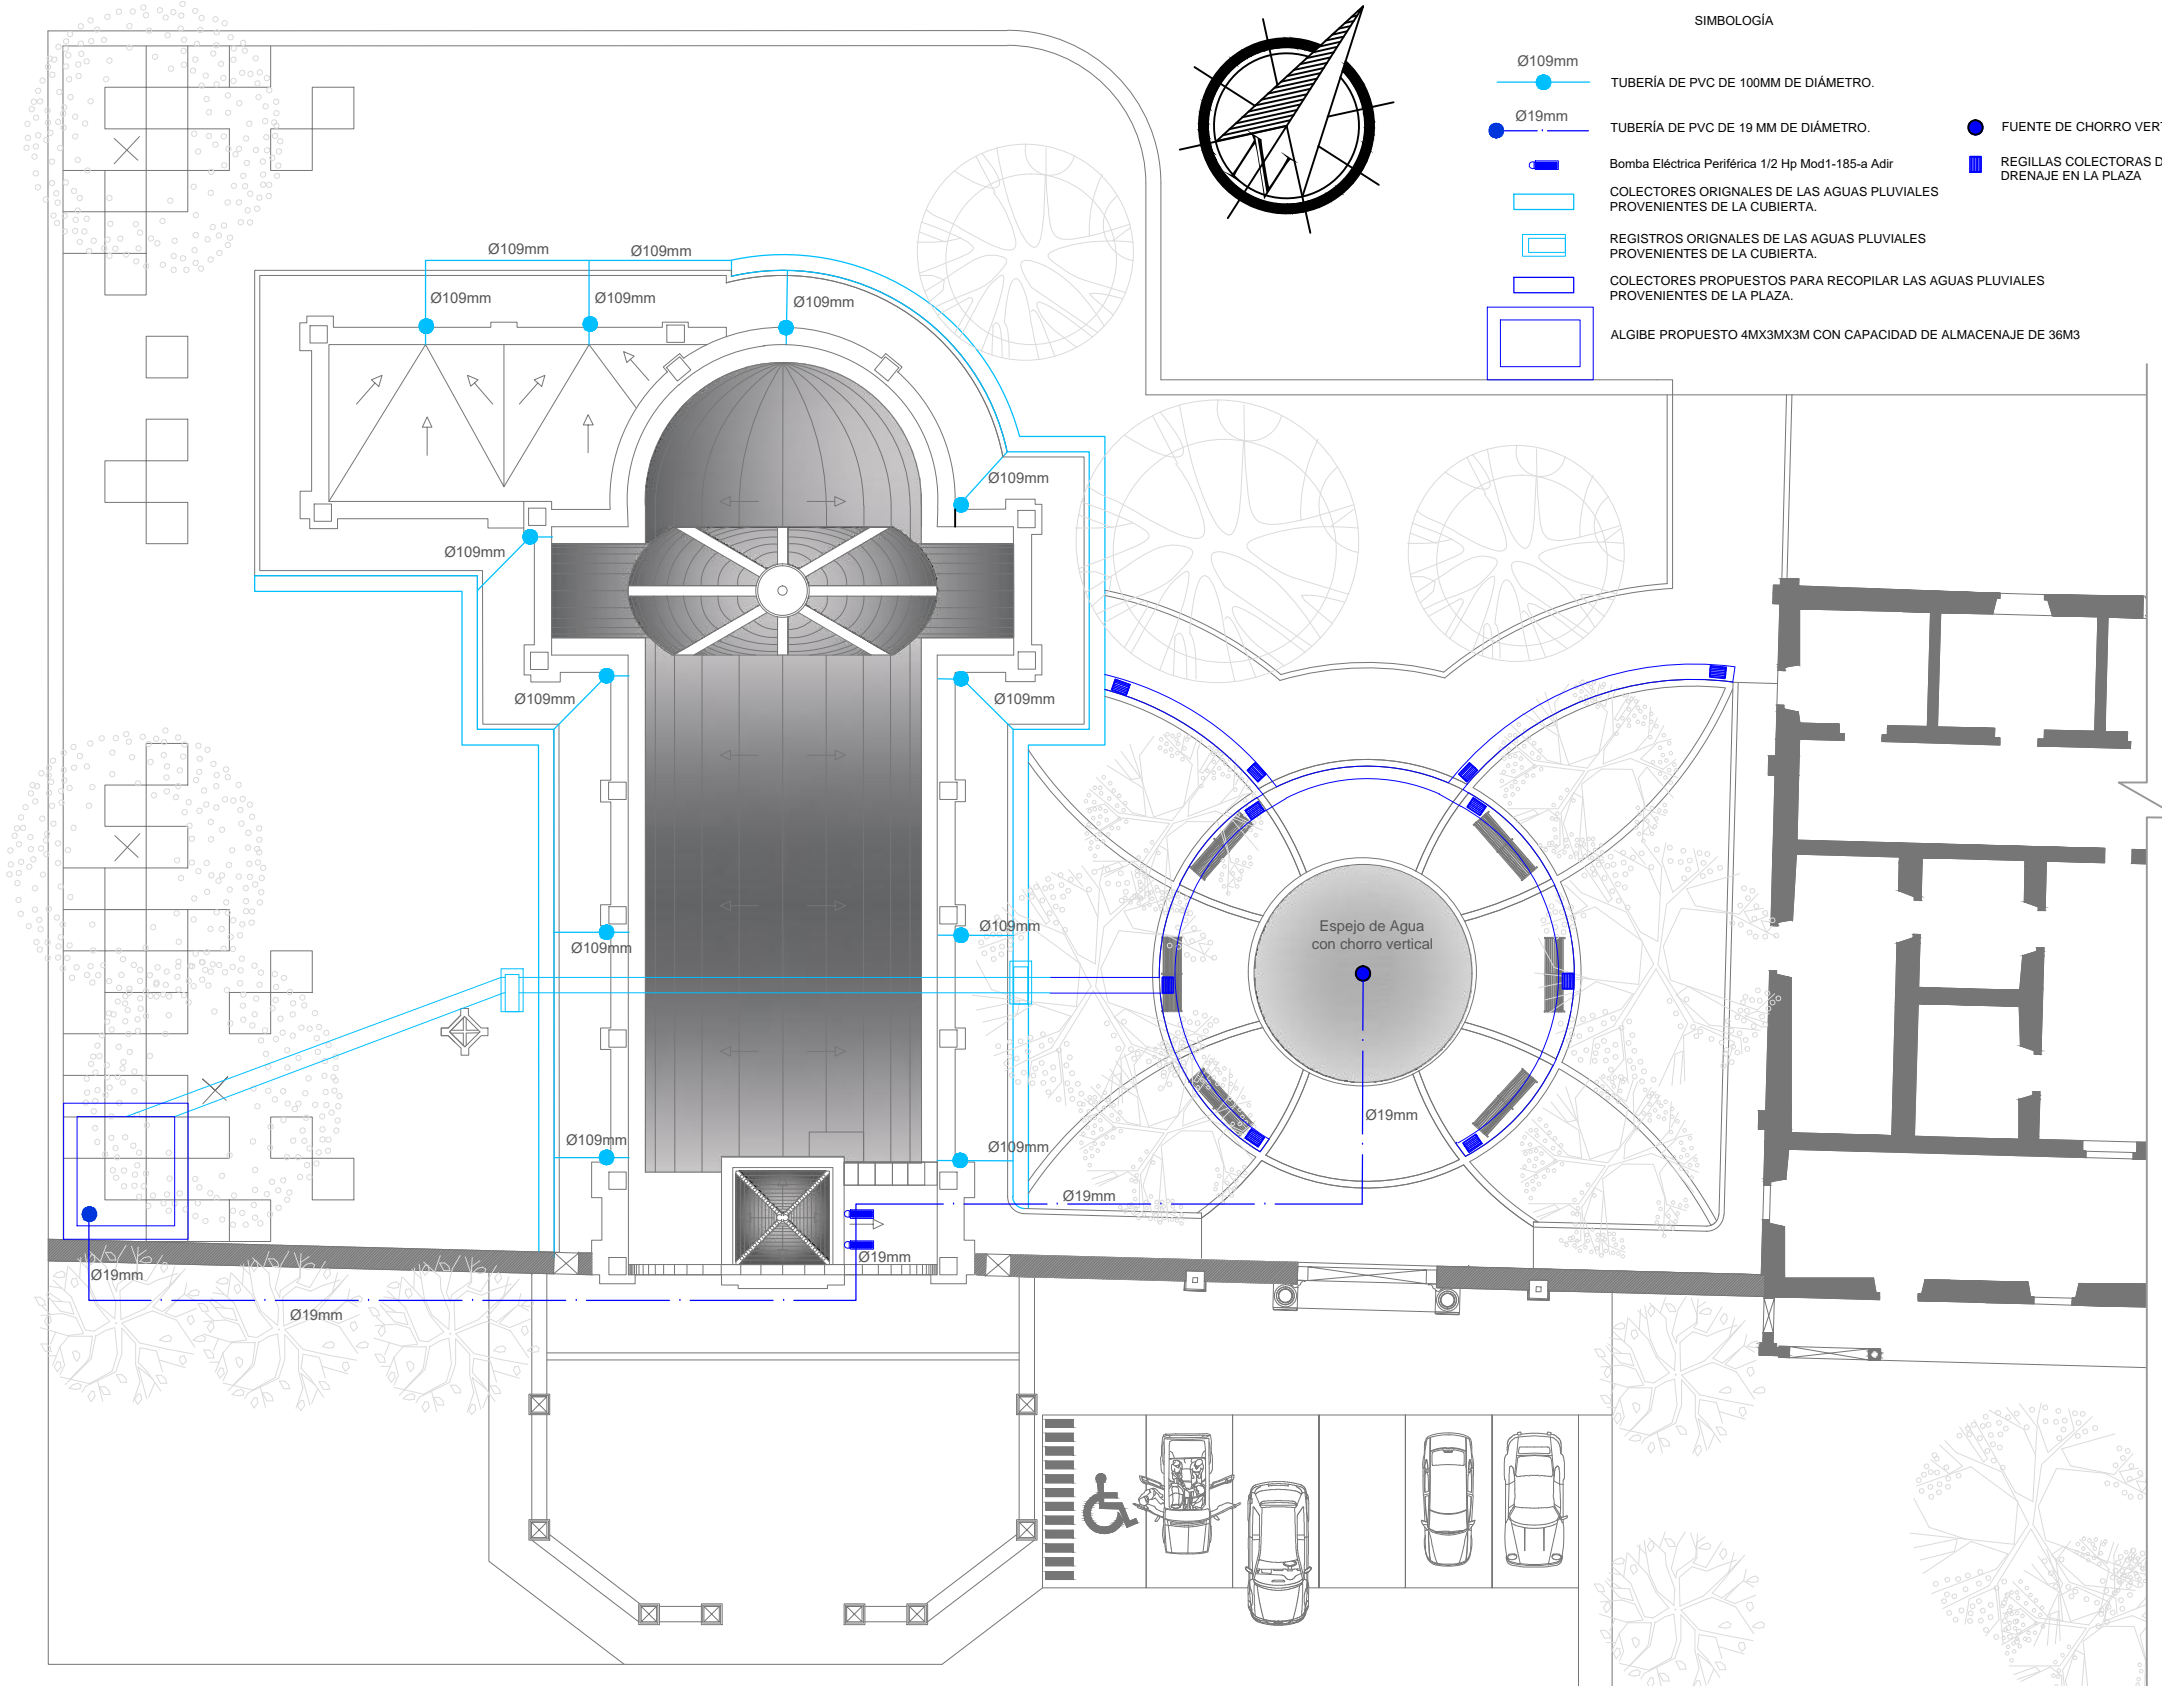 SIMBOLOGÍA
Ø109mm
TUBERÍA DE PVC DE 100MM DE DIÁMETRO.
Ø19mm
TUBERÍA DE PVC DE 19 MM DE DIÁMETRO.
FUENTE DE CHORRO
Bomba Eléctrica Periférica 1/2 Hp Mod1-185-a Adir
REGILLAS COLECTORAS
DRENAJE EN LA PLAZA
COLECTORES ORIGNALES DE LAS AGUAS PLUVIALES
PROVENIENTES DE LA CUBIERTA.
REGISTROS ORIGNALES DE LAS AGUAS PLUVIALES
PROVENIENTES DE LA CUBIERTA.
COLECTORES PROPUESTOS PARA RECOPILAR LAS AGUAS PLUVIALES
PROVENIENTES DE LA PLAZA.
ALGIBE PROPUESTO 4MX3MX3M CON CAPACIDAD DE ALMACENAJE DE 36M3
Ø109mm
Ø109mm
Ø109mm
Ø109mm
Ø109mm
Ø109mm
Ø109mm
Ø109mm
Ø109mm
Espejo de Agua
con chorro vertical
Ø109mm
Ø109mm
Ø19mm
Ø109mm
Ø109mm
Ø19mm
Ø19mm
Ø19mm
Ø19mm